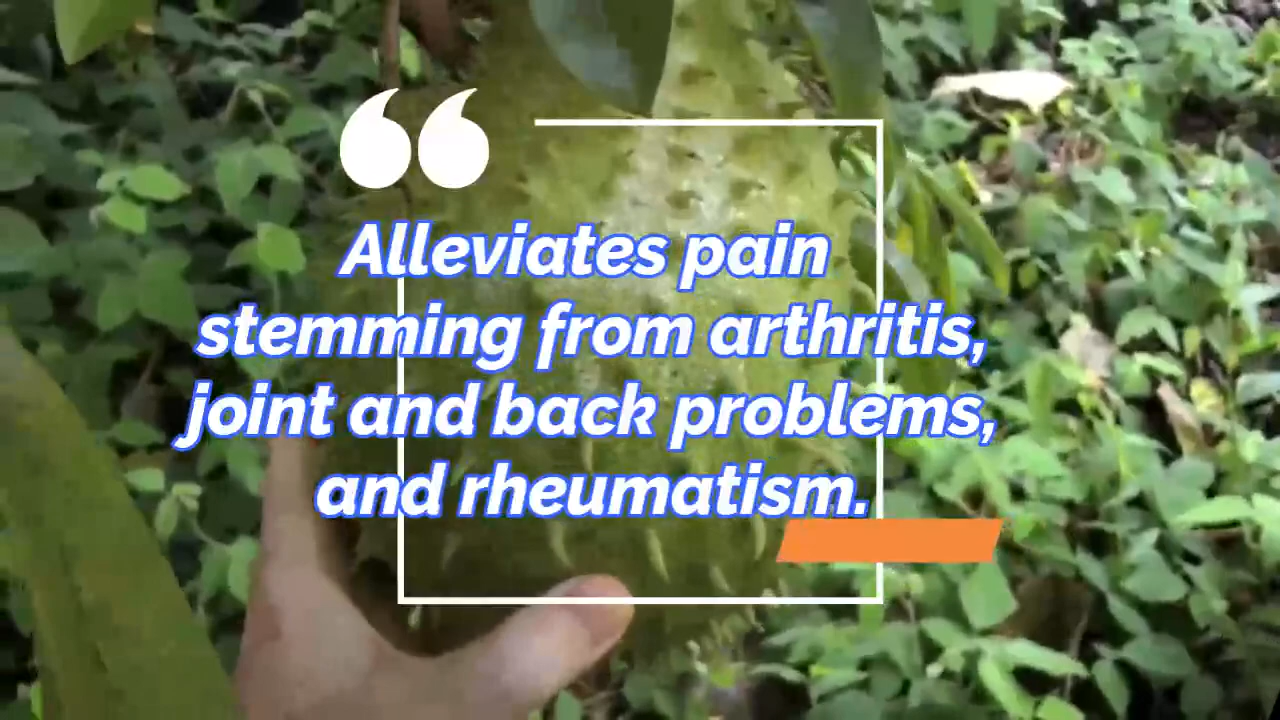 Alleviates pain
stemming from arthritis,
joint and back problems,
and rheumatism.